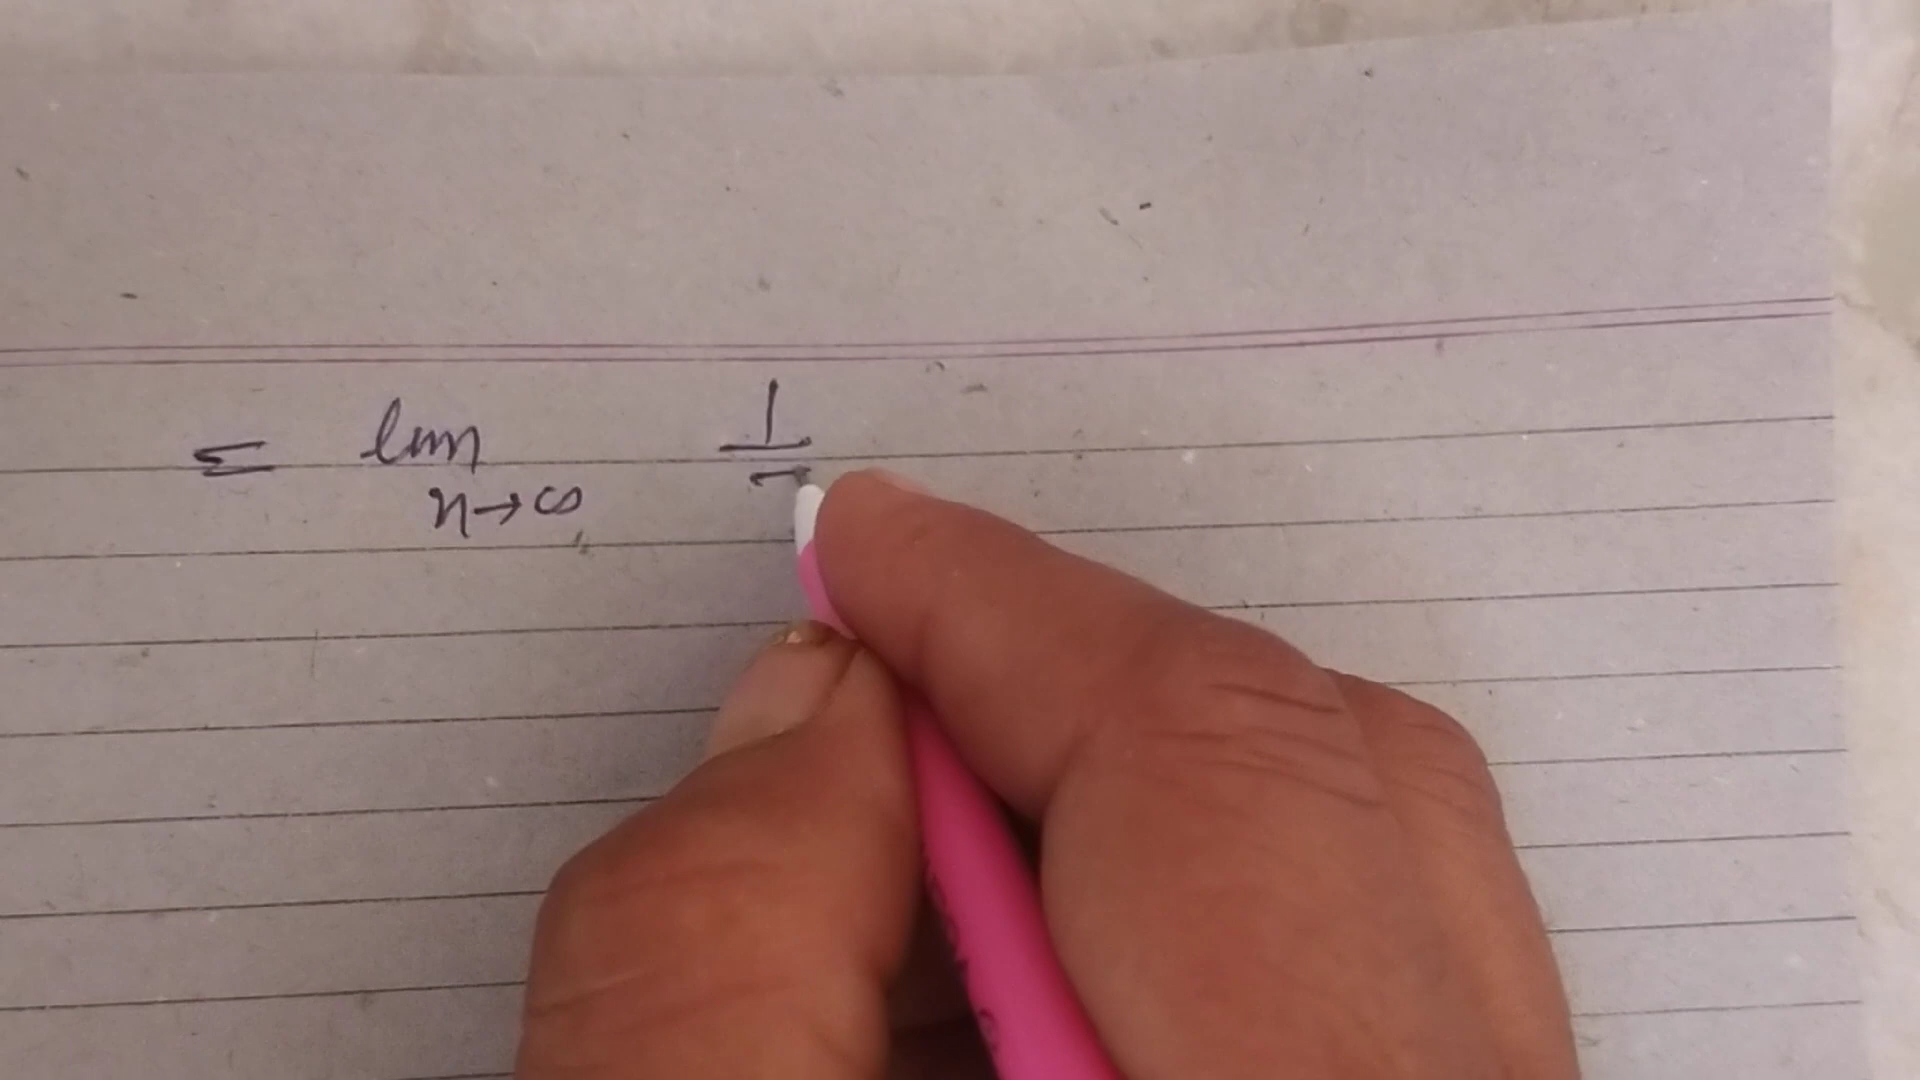 = lim 1
n→∞